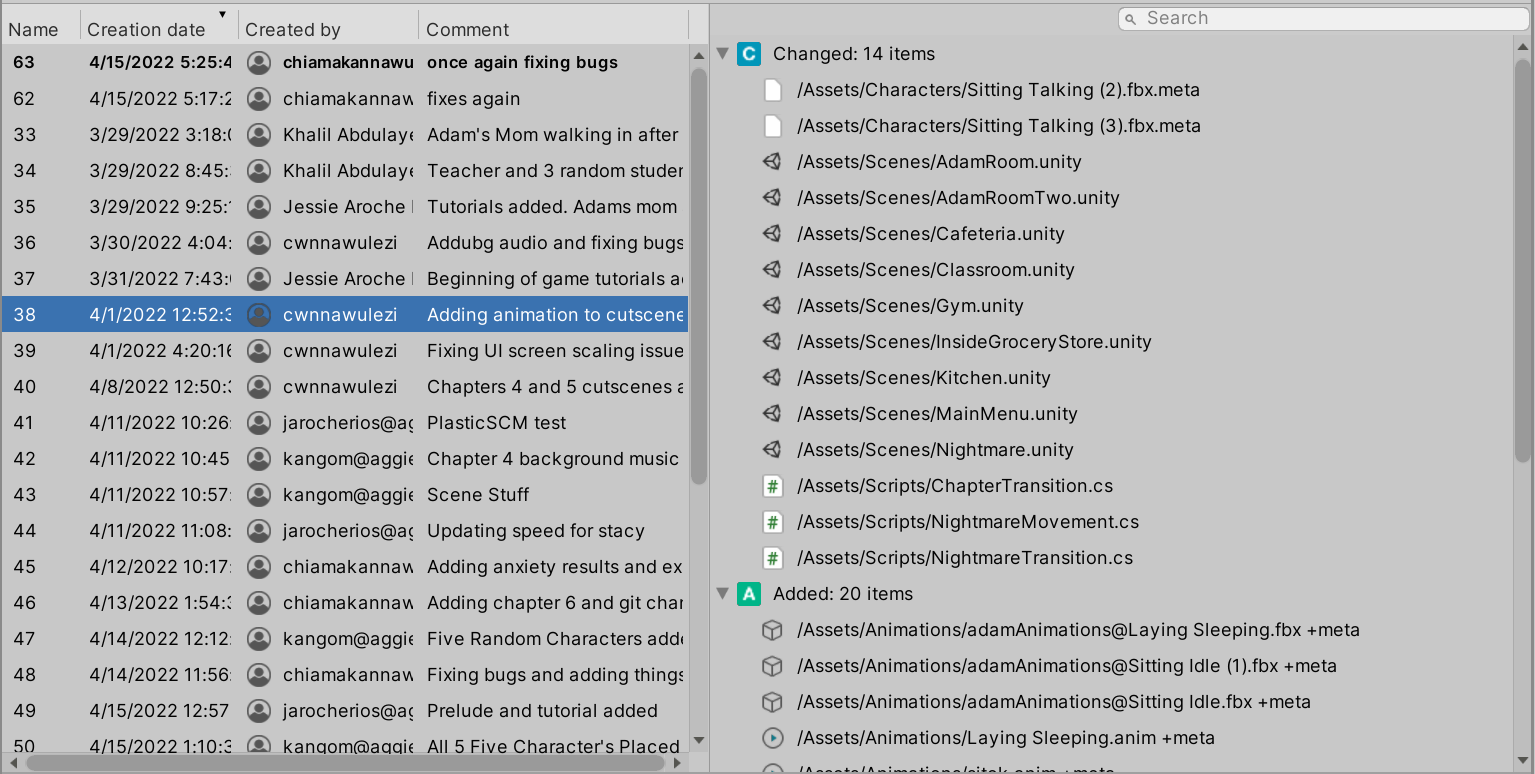 Name Creation date Created by Comment
63 4/15/2022 5:25:4 chiamakannawu once again fixing bugs
62 4/15/2022 5:17:2 chiamakannaw fixes again
33 3/29/2022 3:18:0 Khalil Abdulaye Adam's Mom walking in after
34 3/29/2022 8:45: Khalil Abdulaye Teacher and 3 random studen
35 3/29/2022 9:25: Jessie Aroche Tutorials added. Adams mom
36 3/30/2022 4:04: cwnnawulezi Addubg audio and fixing bugs
37 3/31/2022 7:43: Jessie Aroche Beginning of game tutorials a
38 4/1/2022 12:52:3 cwnnawulezi Adding animation to cutscene
39 4/1/2022 4:20:16 cwnnawulezi Fixing UI screen scaling issue
40 4/8/2022 12:50: cwnnawulezi Chapters 4 and 5 cutscenes a
41 4/11/2022 10:26: jarocherios@ag PlasticSCM test
42 4/11/2022 10:45 kangom@aggie Chapter 4 background music
43 4/11/2022 10:57: kangom@aggie Scene Stuff
44 4/11/2022 11:08: jarocherios@ag Updating speed for stacy
45 4/12/2022 10:17: chiamakannaw Adding anxiety results and ex
46 4/13/2022 1:54:3 chiamakannaw Adding chapter 6 and git char
47 4/14/2022 12:12: kangom@aggie Five Random Characters adde
48 4/14/2022 11:56: chiamakannaw Fixing bugs and adding things
49 4/15/2022 12:57 jarocherios@ag Prelude and tutorial added
50 4/15/2022 1:10:3 kangom@aggie All 5 Five Character's Placed
Search
C Changed: 14 items
/Assets/Characters/Sitting Talking (2).fbx.meta
/Assets/Characters/Sitting Talking (3).fbx.meta
/Assets/Scenes/AdamRoom.unity
/Assets/Scenes/AdamRoomTwo.unity
/Assets/Scenes/Cafeteria.unity
/Assets/Scenes/Classroom.unity
/Assets/Scenes/Gym.unity
/Assets/Scenes/InsideGroceryStore.unity
/Assets/Scenes/Kitchen.unity
/Assets/Scenes/MainMenu.unity
/Assets/Scenes/Nightmare.unity
# /Assets/Scripts/ChapterTransition.cs
# /Assets/Scripts/NightmareMovement.cs
# /Assets/Scripts/NightmareTransition.cs
A Added: 20 items
/Assets/Animations/adamAnimations@Laying Sleeping.fbx +meta
/Assets/Animations/adamAnimations@Sitting Idle (1).fbx +meta
/Assets/Animations/adamAnimations@Sitting Idle.fbx +meta
/Assets/Animations/Laying Sleeping.anim +meta